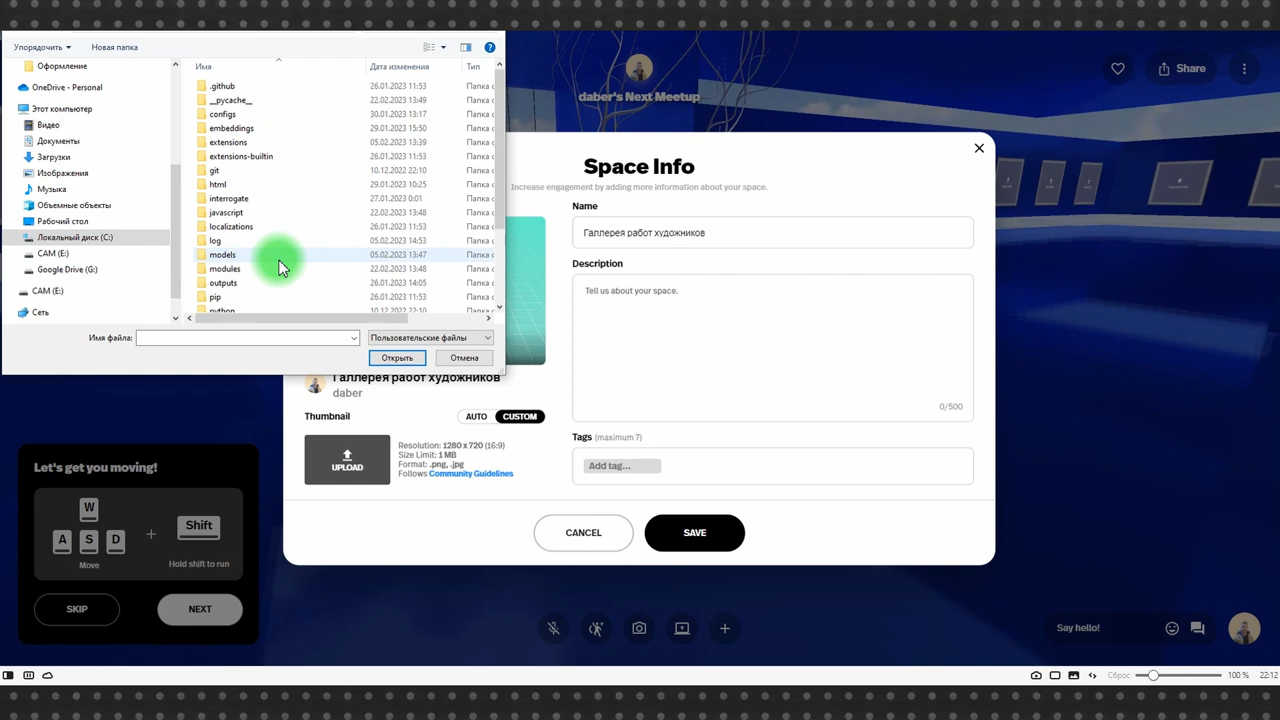 Упорядочить Новая папка
Имя Дата изменения Тип
Оформление
OneDrive - Personal
Этот компьютер
Видео
Документы
Загрузки
Изображения
Музыка
Объемные объекты
Рабочий стол
Локальный диск (C:)
CAM (E:)
Google Drive (G:)
CAM (E:)
Сеть
.github 26.01.2023 11:53 Папка с
__pycache__ 22.02.2023 13:49 Папка с
configs 30.01.2023 13:17 Папка с
embeddings 29.01.2023 15:50 Папка с
extensions 05.02.2023 13:39 Папка с
extensions-builtin 26.01.2023 11:53 Папка с
git 10.12.2022 22:10 Папка с
html 29.01.2023 10:25 Папка с
interrogate 27.01.2023 0:01 Папка с
javascript 22.02.2023 13:48 Папка с
localizations 26.01.2023 11:53 Папка с
log 05.02.2023 14:53 Папка с
models 05.02.2023 13:47 Папка с
modules 22.02.2023 13:48 Папка с
outputs 26.01.2023 14:05 Папка с
pip 26.01.2023 11:53 Папка с
python 10.12.2022 22:10 Папка с
Имя файла: Пользовательские файлы
Открыть Отмена
daber's Next Meetup
Share
Space Info
Increase engagement by adding more information about your space.
Name
Галлерея работ художников
Description
Tell us about your space.
0/500
Tags (maximum 7)
Add tag...
Галлерея работ художников
daber
Thumbnail AUTO CUSTOM
UPLOAD
Resolution: 1280 x 720 (16:9)
Size Limit: 1 MB
Format: .png, .jpg
Follows Community Guidelines
CANCEL SAVE
Let's get you moving!
W
A S D + Shift
Move Hold shift to run
SKIP NEXT
Say hello!
Сброс 100 % 22:12